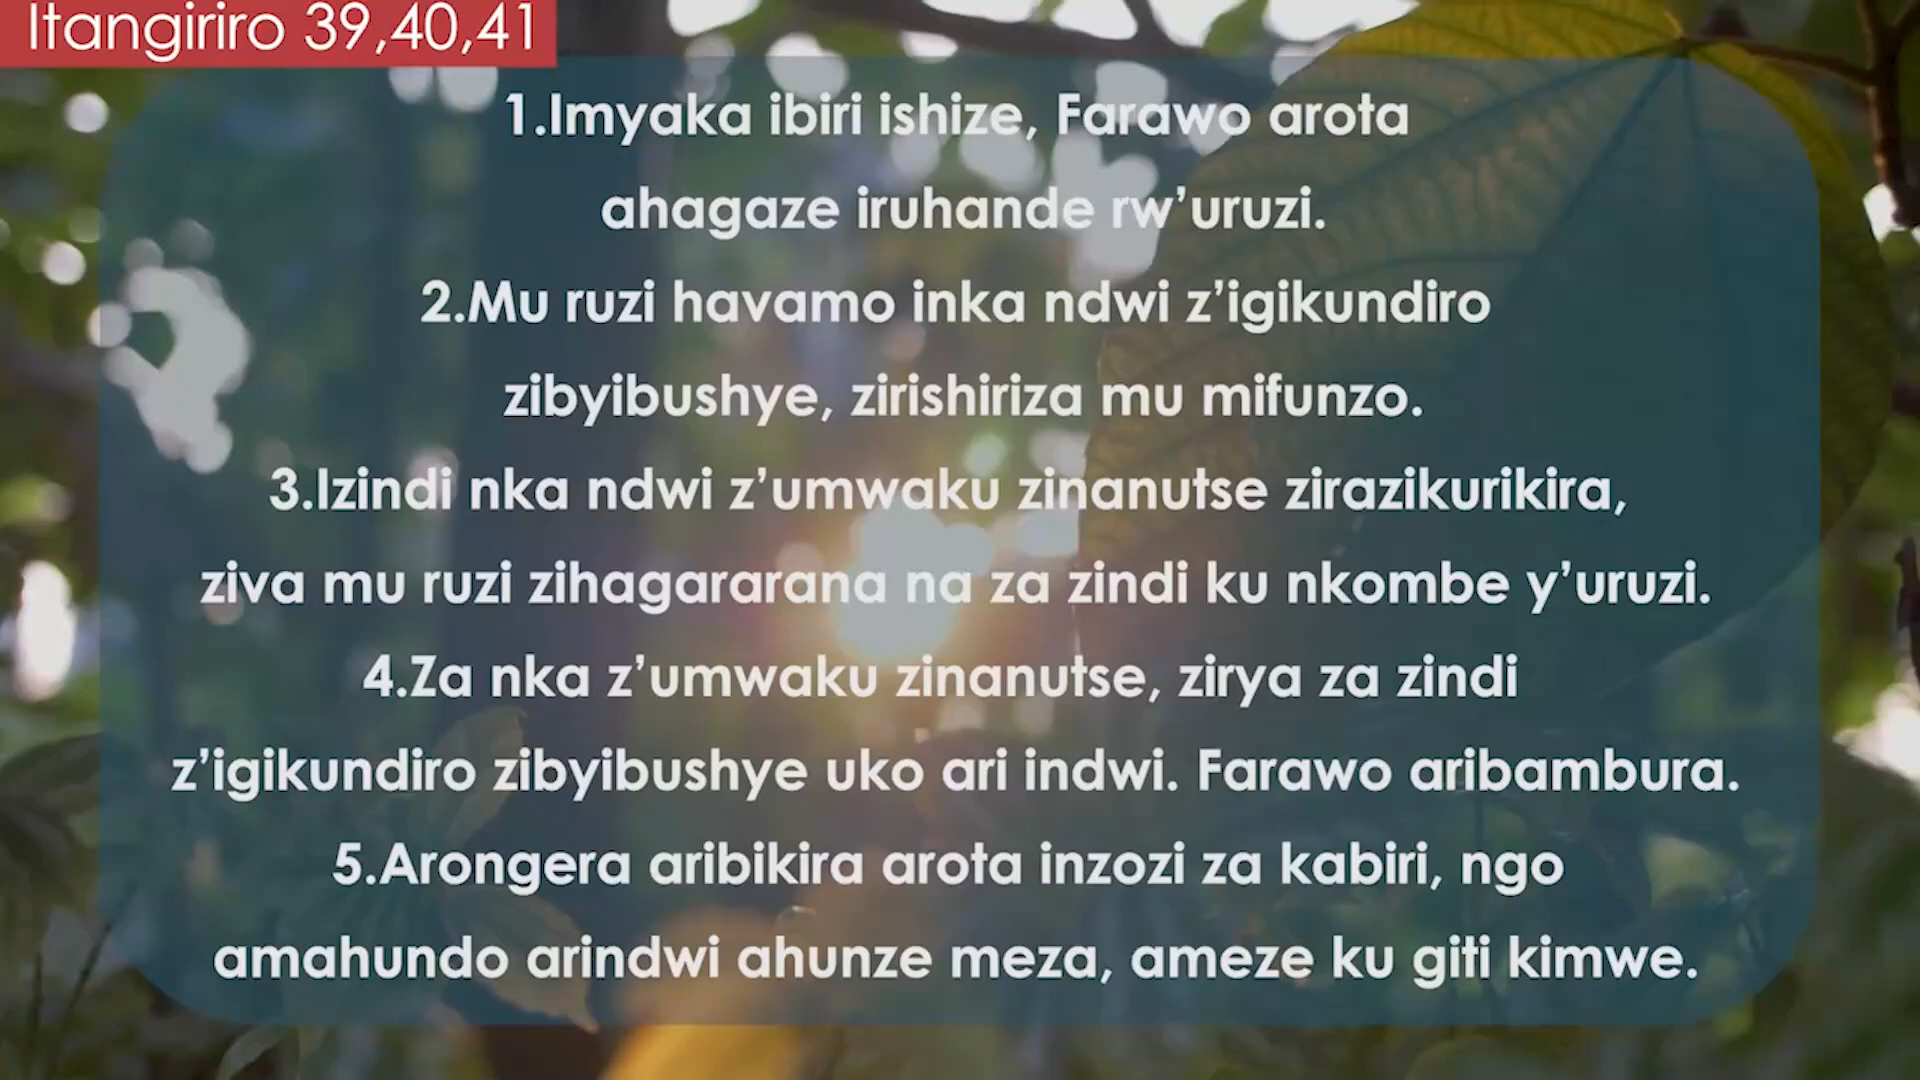 Itangiriro 39,40,41
1.Imyaka ibiri ishize, Farawo arota
ahagaze iruhande rw’uruzi.
2.Mu ruzi havamo inka ndwi z’igikundiro
zibyibushye, zirishiriza mu mifunzo.
3.Izindi nka ndwi z’umwaku zinanutse zirazikurikira,
ziva mu ruzi zihagararana na za zindi ku nkombe y’uruzi.
4.Za nka z’umwaku zinanutse, zirya za zindi
z’igikundiro zibyibushye uko ari indwi. Farawo aribambura.
5.Arongera aribikira arota inzozi za kabiri, ngo
amahundo arindwi ahunze meza, ameze ku giti kimwe.